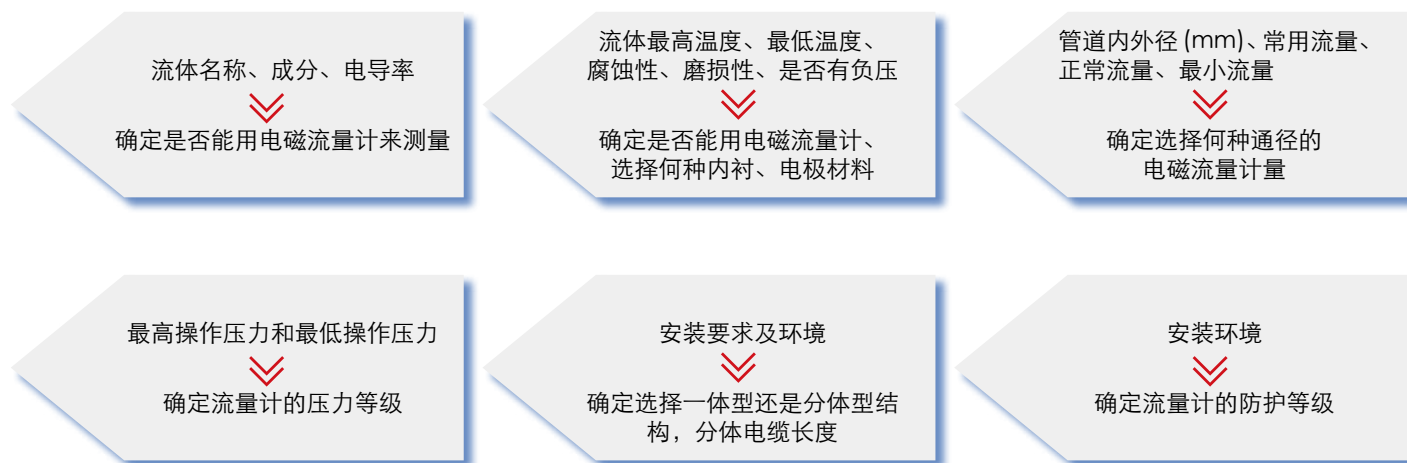 流体名称、成分、电导率
确定是否能用电磁流量计来测量
流体最高温度、最低温度、
腐蚀性、磨损性、是否有负压
确定是否能用电磁流量计、
选择何种内衬、电极材料
管道内外径 (mm)、常用流量、
正常流量、最小流量
确定选择何种通径的
电磁流量计量
最高操作压力和最低操作压力
确定流量计的压力等级
安装要求及环境
确定选择一体型还是分体型结
构，分体电缆长度
安装环境
确定流量计的防护等级